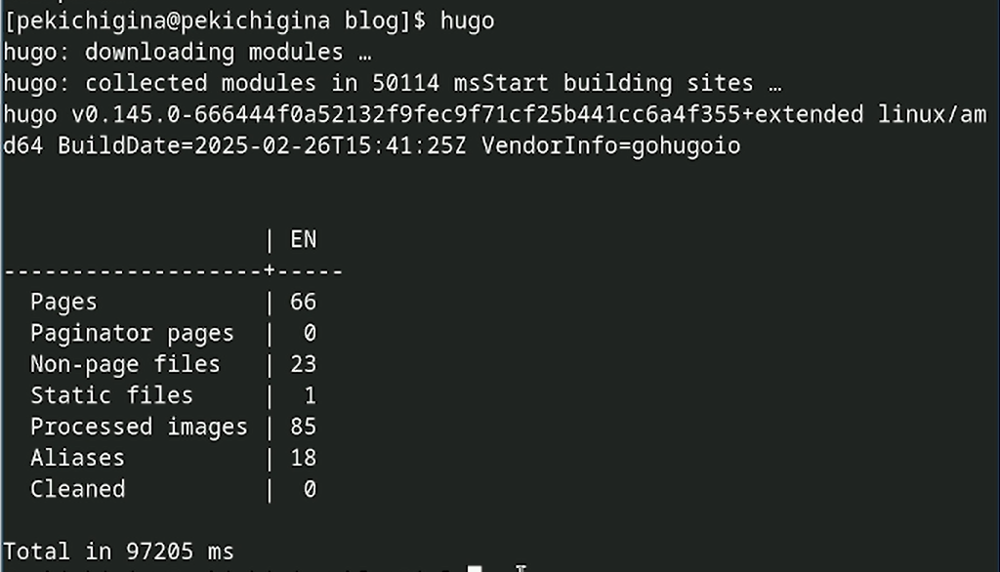 [pekichigina@pekichigina blog]$ hugo
hugo: downloading modules …
hugo: collected modules in 50114 msStart building sites …
hugo v0.145.0-666444f0a52132f9fec9f71cf25b441cc6a4f355+extended linux/am
d64 BuildDate=2025-02-26T15:41:25Z VendorInfo=gohugoio
                   | EN
-------------------+-----
  Pages            | 66
  Paginator pages  |  0
  Non-page files   | 23
  Static files     |  1
  Processed images | 85
  Aliases          | 18
  Cleaned          |  0
Total in 97205 ms